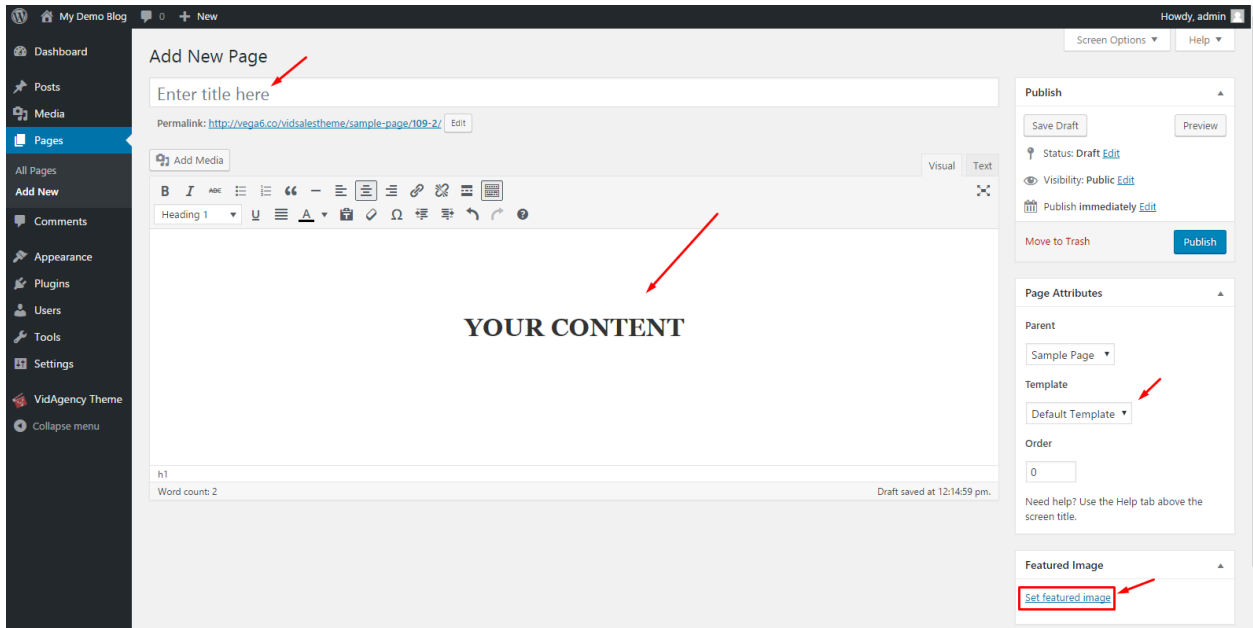 My Demo Blog 0 + New Howdy, admin
Screen Options ▼ Help ▼
Dashboard
Posts
Media
Pages
All Pages
Add New
Comments
Appearance
Plugins
Users
Tools
Settings
VidAgency Theme
Collapse menu
Add New Page
Enter title here
Permalink: http://vega6.co/vidsalestheme/sample-page/109-2/ Edit
Add Media
Visual Text
B I ABC
Heading 1 ▼ U A ▼ Ω
YOUR CONTENT
h1
Word count: 2 Draft saved at 12:14:59 pm.
Publish
Save Draft Preview
Status: Draft Edit
Visibility: Public Edit
Publish immediately Edit
Move to Trash Publish
Page Attributes
Parent
Sample Page ▼
Template
Default Template ▼
Order
0
Need help? Use the Help tab above the
screen title.
Featured Image
Set featured image